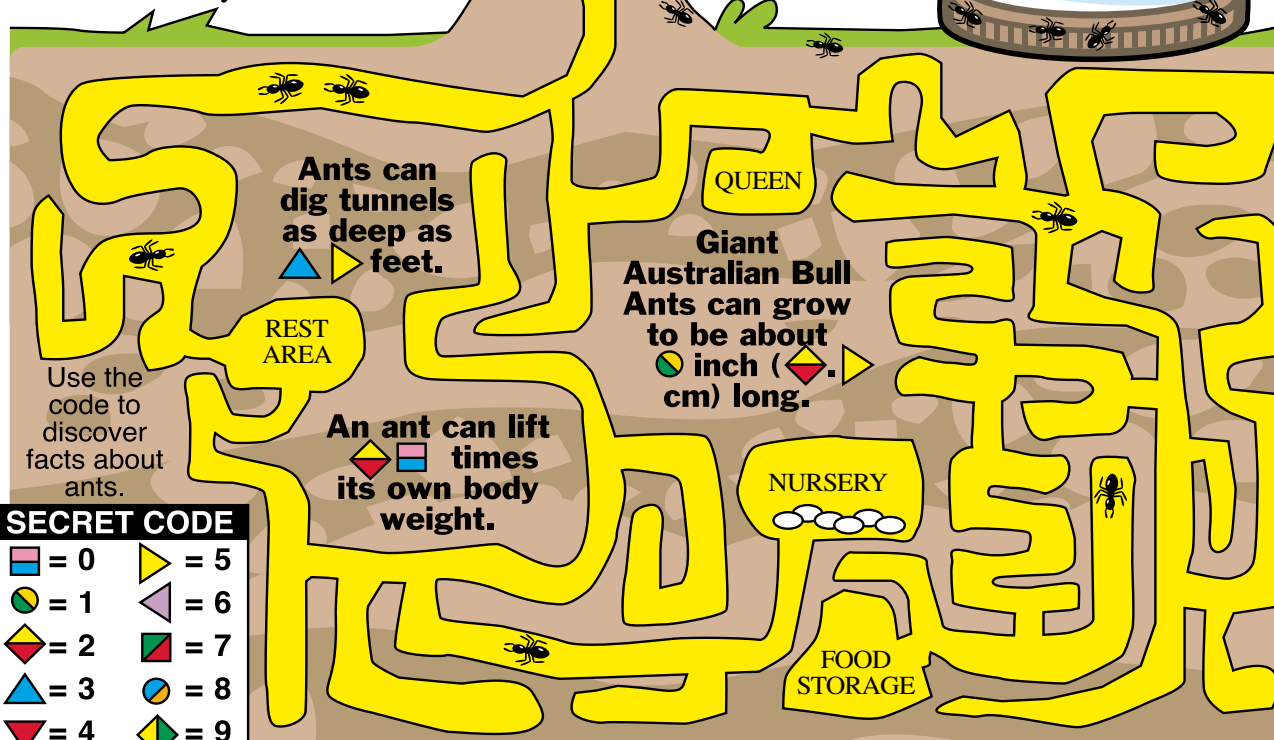 Ants can
dig tunnels
as deep as
feet.
QUEEN
Giant
Australian Bull
Ants can grow
to be about
inch ( .
cm) long.
REST
AREA
Use the
code to
discover
facts about
ants.
An ant can lift
times
its own body
weight.
NURSERY
FOOD
STORAGE
SECRET CODE
= 0 = 5
= 1 = 6
= 2 = 7
= 3 = 8
= 4 = 9